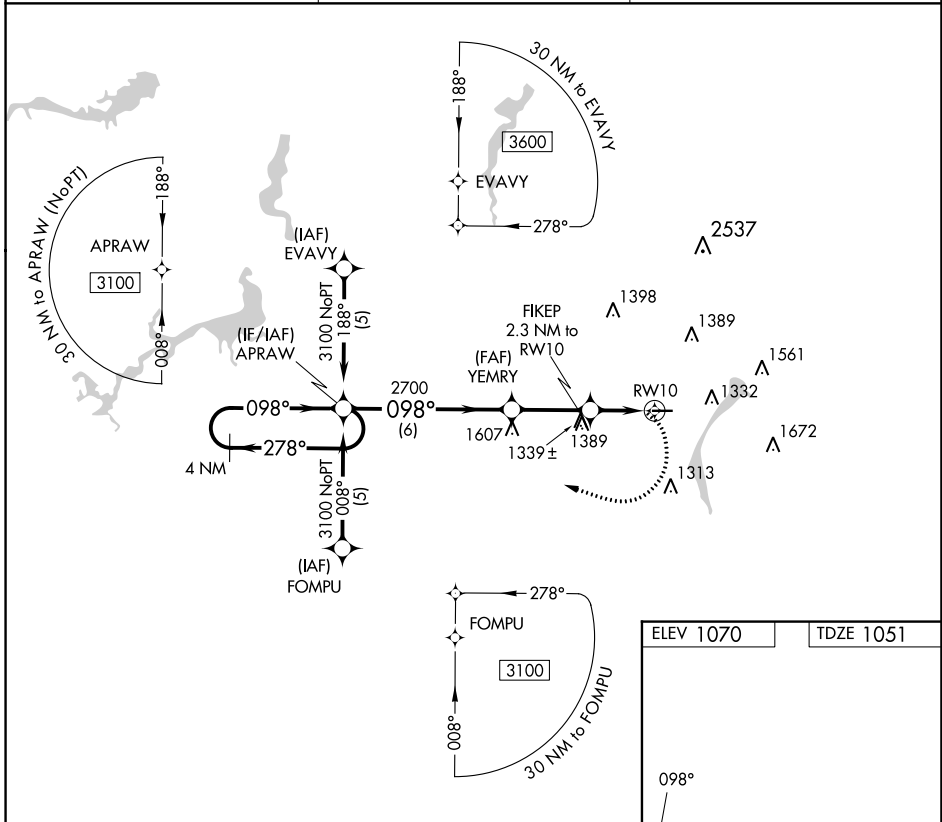 30 NM to EVAVY
188°
3600
EVAVY
278°
30 NM to APRAW (NoPT)
188°
APRAW
3100
008°
2537
1398
1389
1561
1332
1672
1313
(IAF)
EVAVY
3100 NoPT
188°
(5)
(IF/IAF)
APRAW
FIKEP
2.3 NM to
RW10
(FAF)
YEMRY
RW10
098°
2700
098°
(6)
278°
4 NM
1607
1339 ±
1389
3100 NoPT
008°
(5)
(IAF)
FOMPU
278°
FOMPU
3100
008°
30 NM to FOMPU
ELEV 1070
TDZE 1051
098°